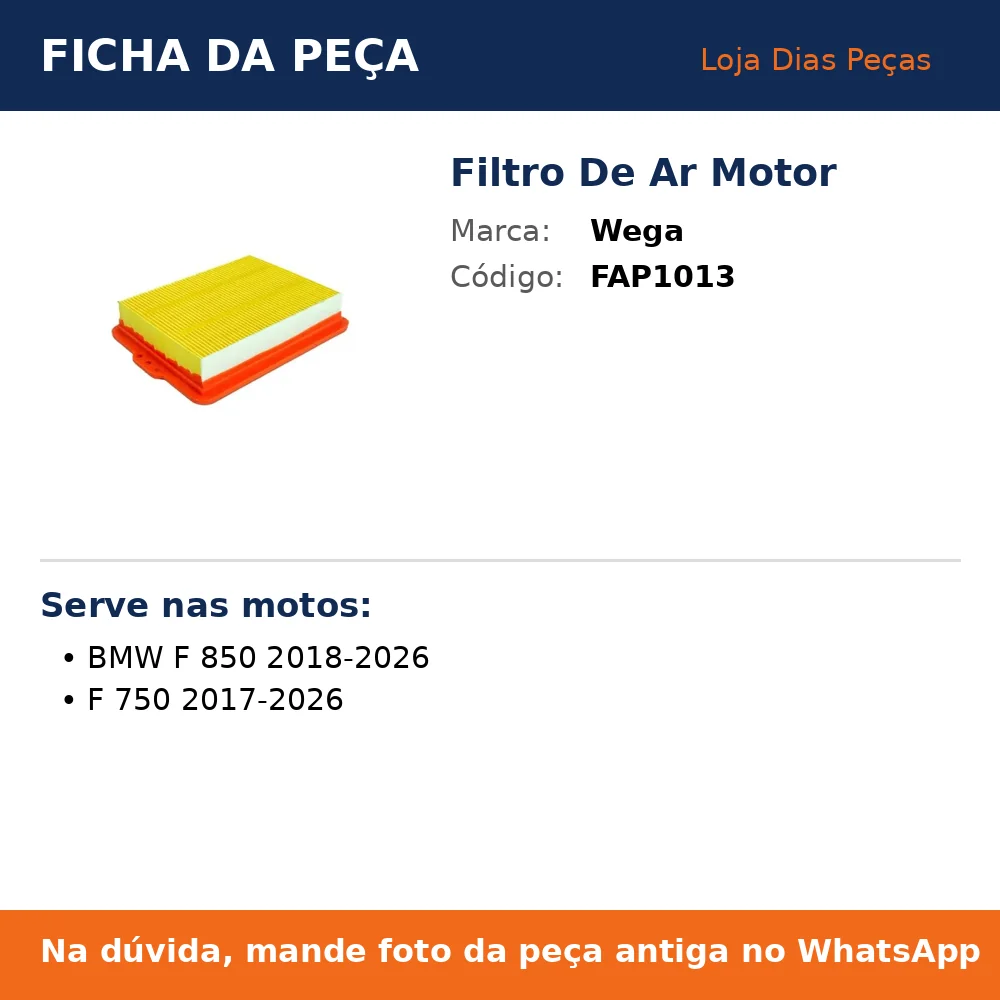 FICHA DA PEÇA
Loja Dias Peças
Filtro De Ar Motor
Marca: Wega
Código: FAP1013
Serve nas motos:
• BMW F 850 2018-2026
• F 750 2017-2026
Na dúvida, mande foto da peça antiga no WhatsApp